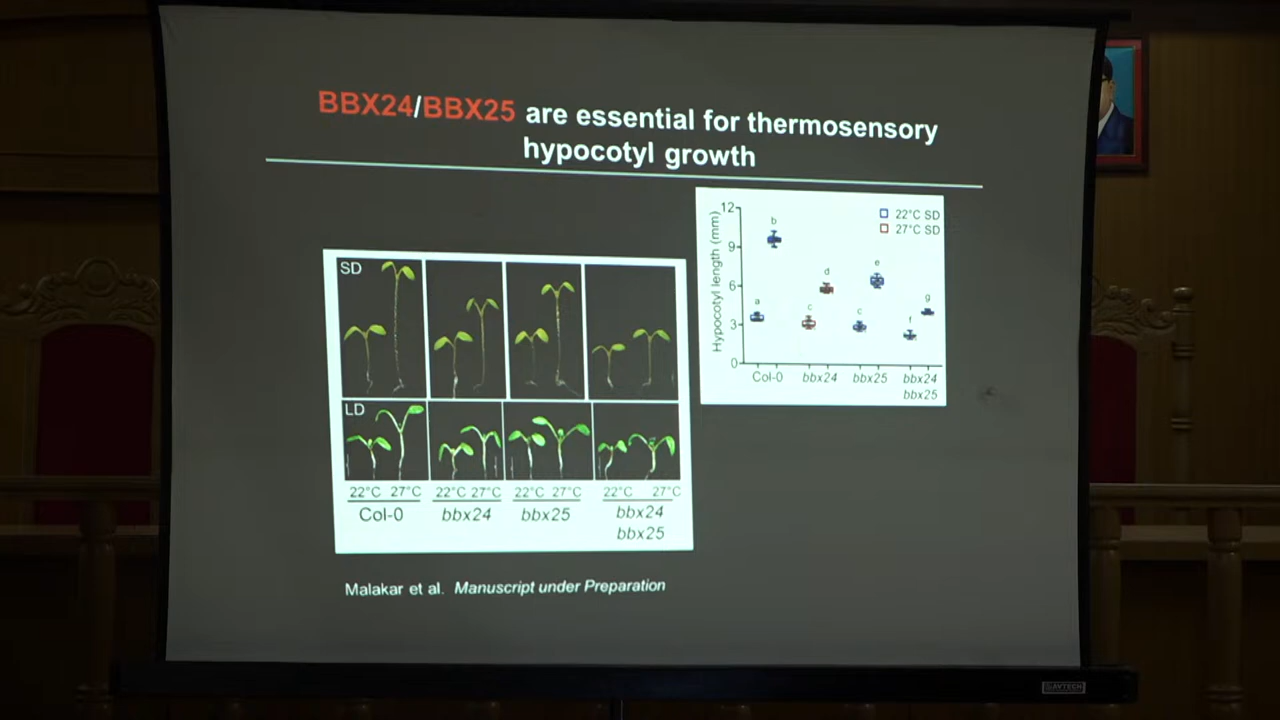 BBX24/BBX25 are essential for thermosensory
hypocotyl growth
SD
LD
22°C 27°C 22°C 27°C 22°C 27°C 22°C 27°C
Col-0 bbx24 bbx25 bbx24
bbx25
Hypocotyl length (mm)
12
9
6
3
0
22°C SD
27°C SD
a
b
c
d
c
e
f
g
Col-0 bbx24 bbx25 bbx24
bbx25
Malakar et al. Manuscript under Preparation